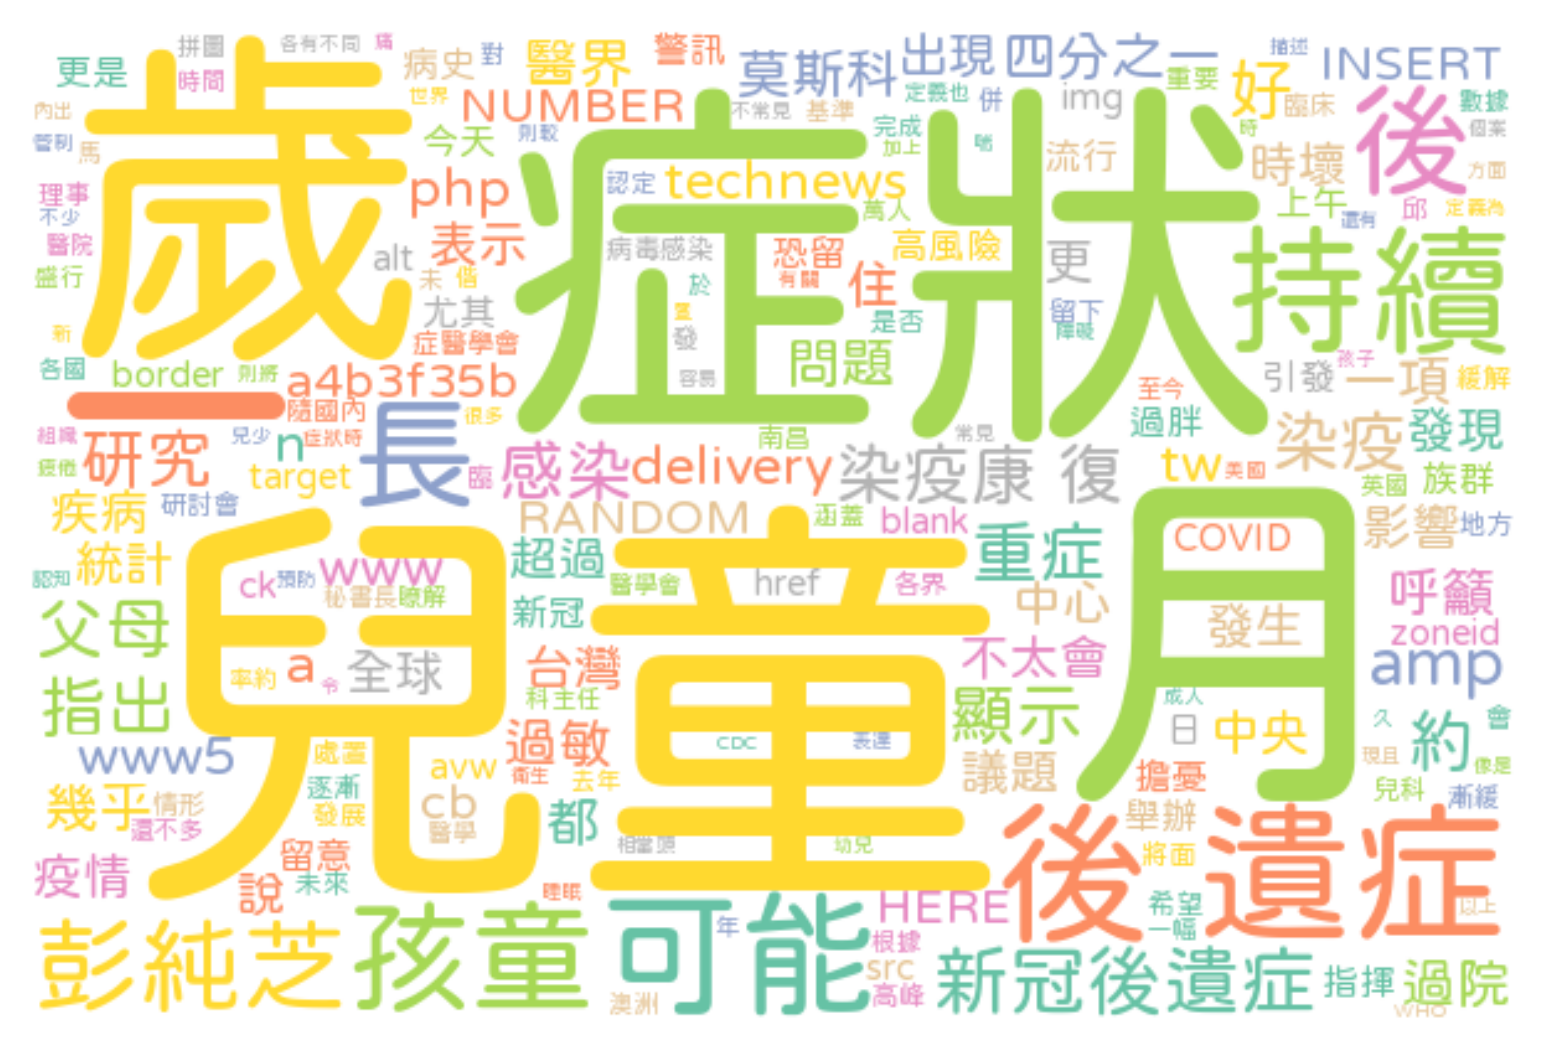 拼圖
各有不同
痛
更是
病史
對
醫界
警訊
莫斯科
出現
四分之一
描述
INSERT
時間
世界
重要
好
內出
NUMBER
不常見
基準
定義也
併
img
臨床
數據
管制
馬
今天
則較
完成
加上
喘
流行
時
時壞
後
個案
歲
症狀
方面
理事
php
認定
technews
萬人
上午
還有
邱
定義為
不少
醫院
表示
病毒感染
恐留
有關
高風險
更
持續
盛行
alt
未
倦
住
尤其
於
發
是否
留下
障礙
新
症醫學會
問題
容易
各國
border
則將
a4b3f35b
引發
孩子
一項
緩解
一
隨國內
長
很多
至今
過胖
組織
研究
兒少
n
症狀時
南昌
常見
染疫
發現
疲倦
target
臨
感染
delivery
染疫康復
tw
美國
英國
族群
疾病
研討會
RANDOM
涵蓋
blank
重症
COVID
影響
地方
認知
統計
ck
預防
www
超過
醫學會
href
各界
月
呼籲
秘書長
瞭解
新冠
中心
發生
zoneid
父母
兒童
率約
a
令
全球
台灣
不太會
amp
指出
科主任
顯示
成人
日
中央
久
約
會
www5
處置
過敏
CDC
表達
現且
像是
逐漸
avw
衛生
去年
議題
擔憂
兒科
漸緩
幾乎
情形
還不多
發展
cb
醫學
都
相當頭
幼兒
舉辦
後遺症
疫情
留意
未來
說
睡眠
將面
以上
彭純芝
孩童
可能
年
HERE
希望
一幅
根據
src
高峰
新冠後遺症
指揮
過院
澳洲
WHO